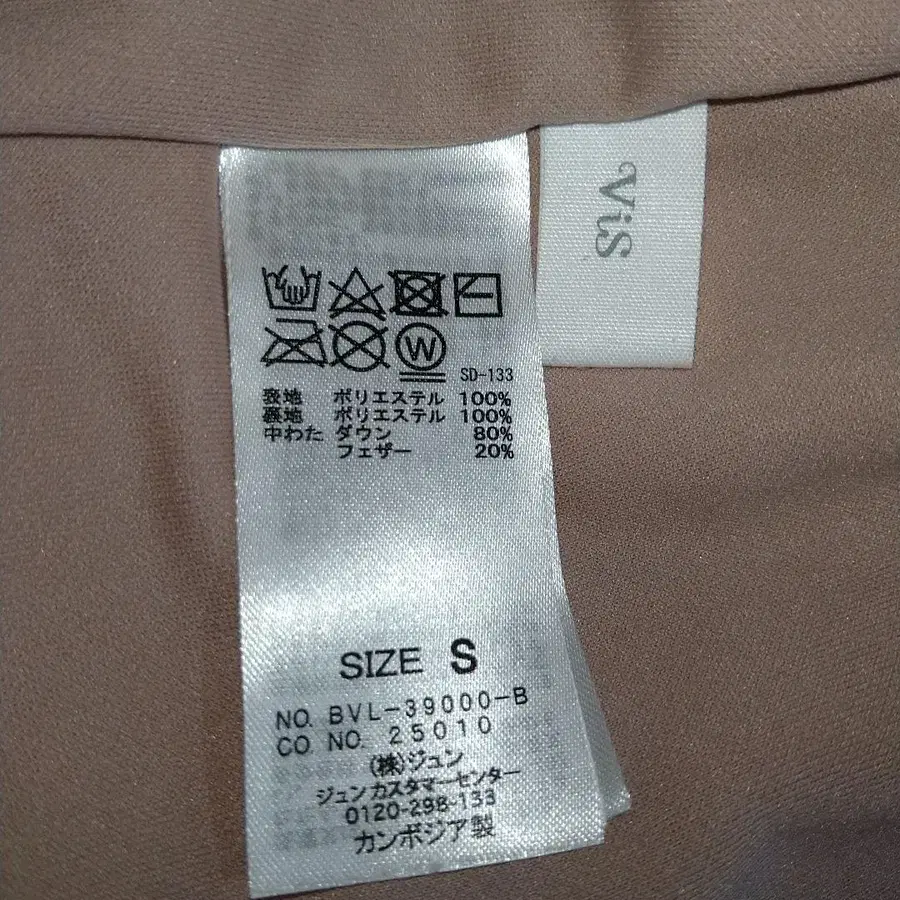 ViS
W
SD-133
表地 ポリエステル 100%
裏地 ポリエステル 100%
中わた ダウン 80%
フェザー 20%
SIZE S
NO. BVL-39000-B
CO NO. 25010
(株)ジュン
ジュンカスタマーセンター
0120-298-133
カンボジア製